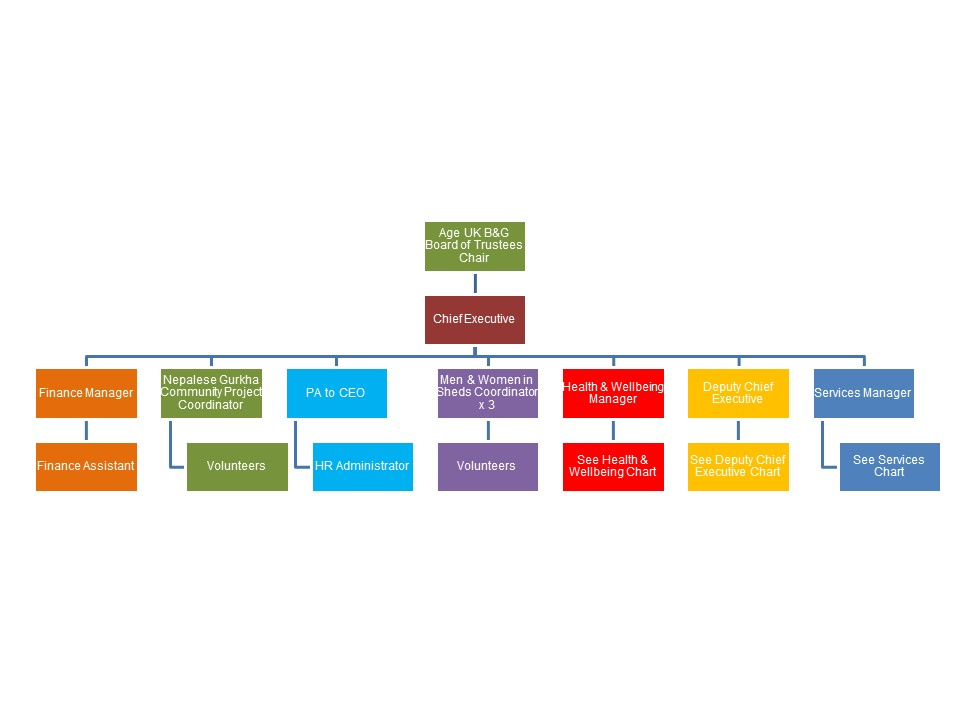 Age UK B&G
Board of Trustees
Chair
Chief Executive
Finance Manager
Nepalese Gurkha
Community Project
Coordinator
PA to CEO
Men & Women in
Sheds Coordinator
x 3
Health & Wellbeing
Manager
Deputy Chief
Executive
Services Manager
Finance Assistant
Volunteers
HR Administrator
Volunteers
See Health &
Wellbeing Chart
See Deputy Chief
Executive Chart
See Services
Chart